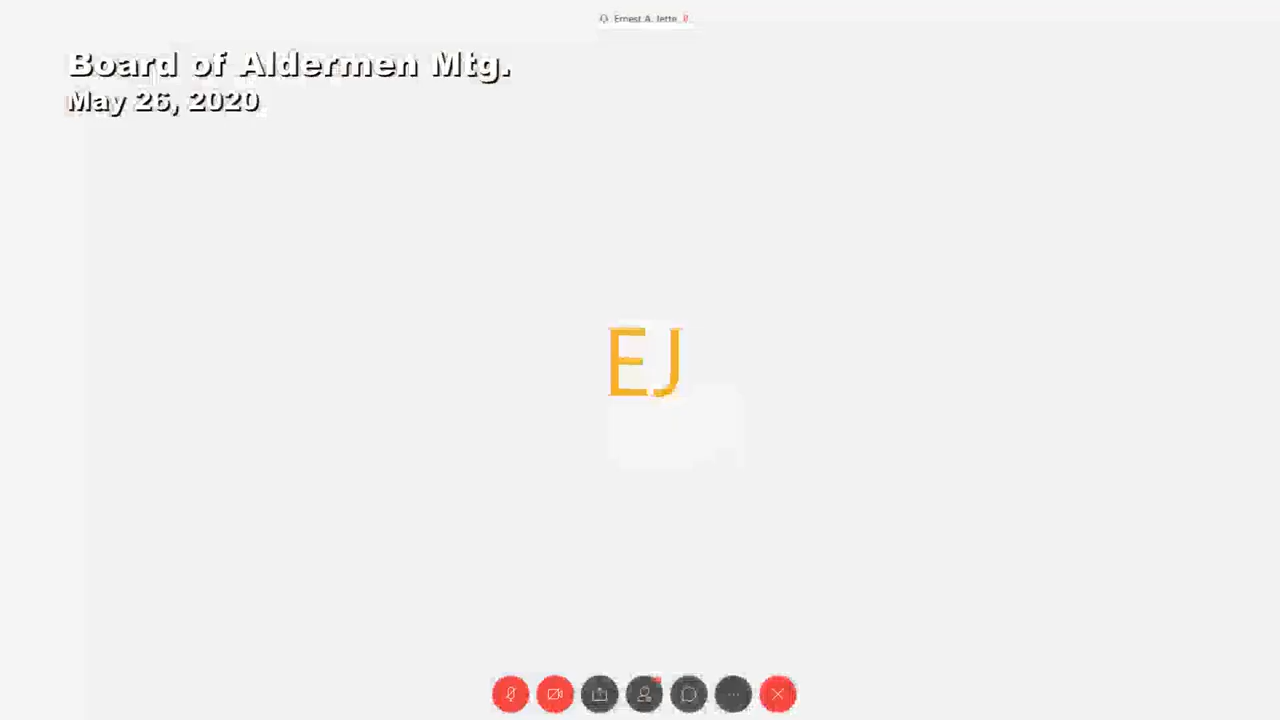 Ernest A. Jette
Board of Aldermen Mtg.
May 26, 2020
EJ